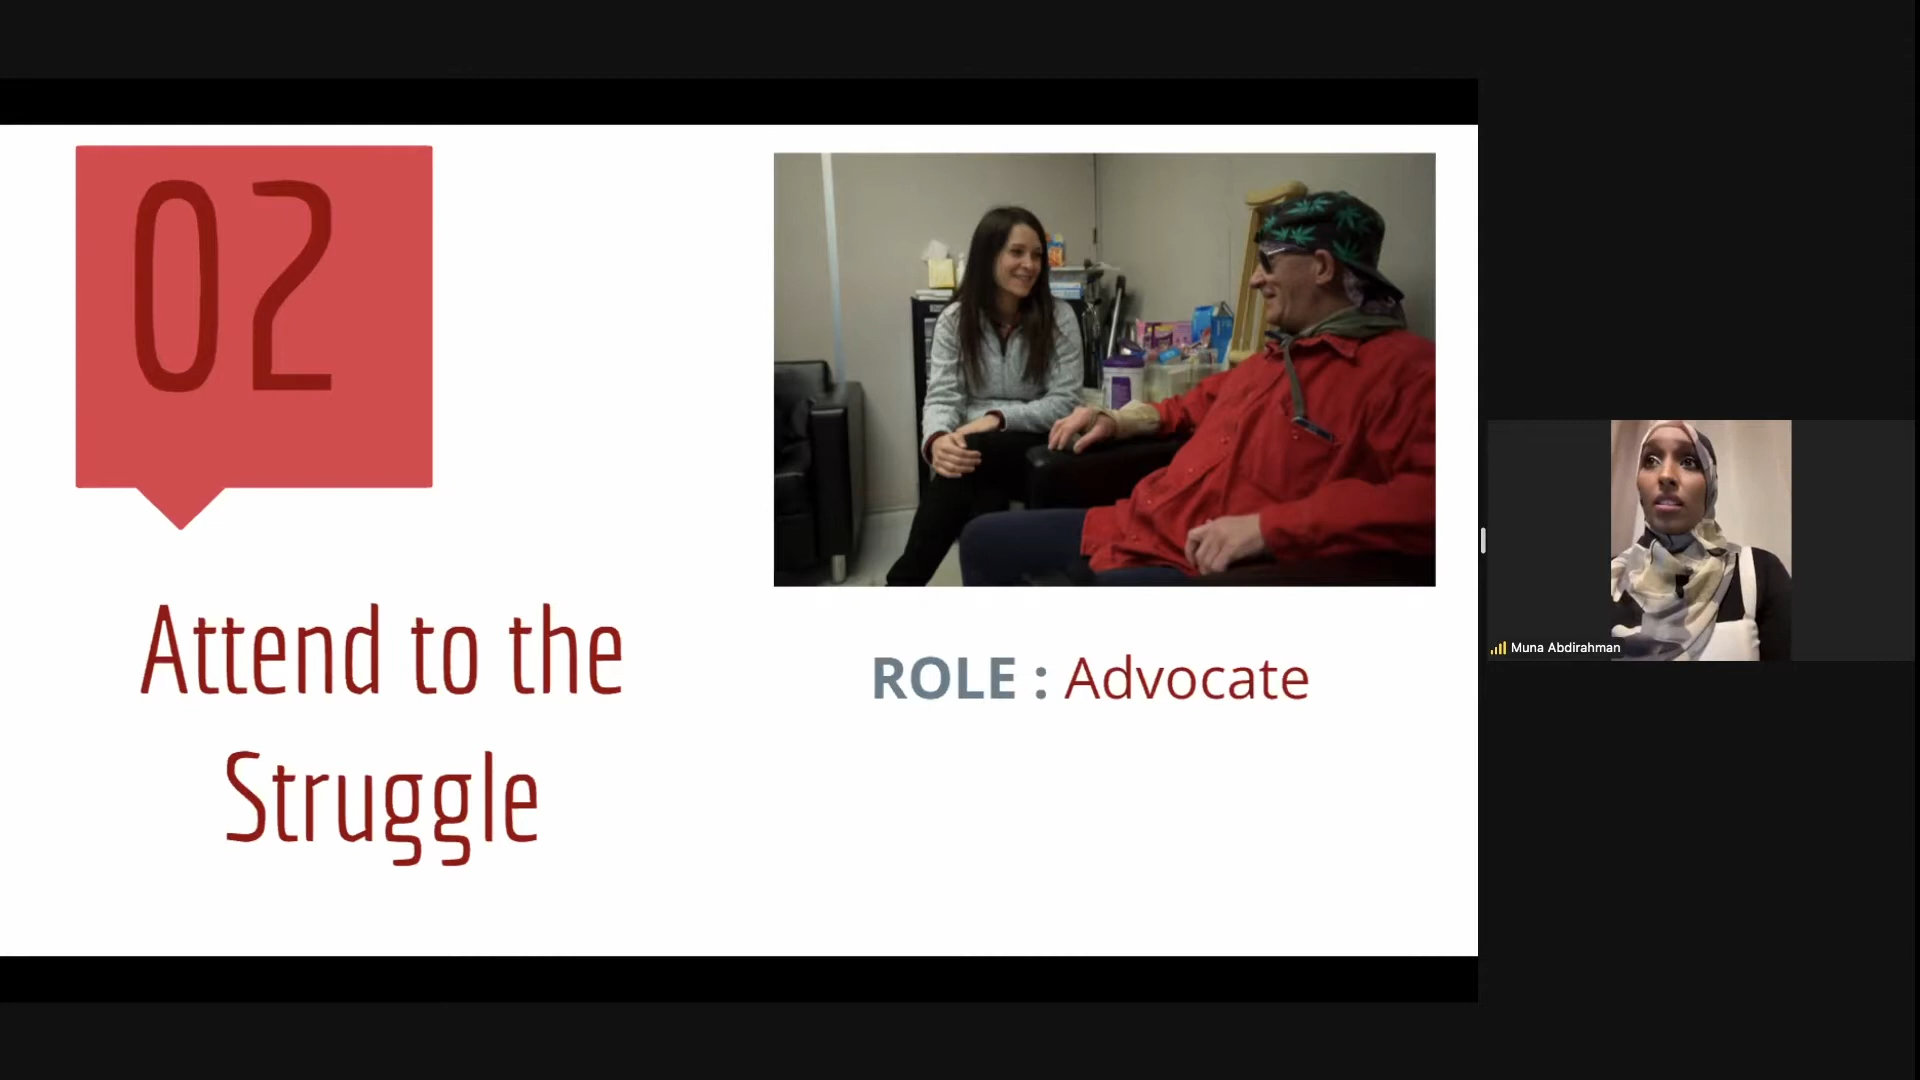 02
Attend to the
Struggle
ROLE : Advocate
Muna Abdirahman